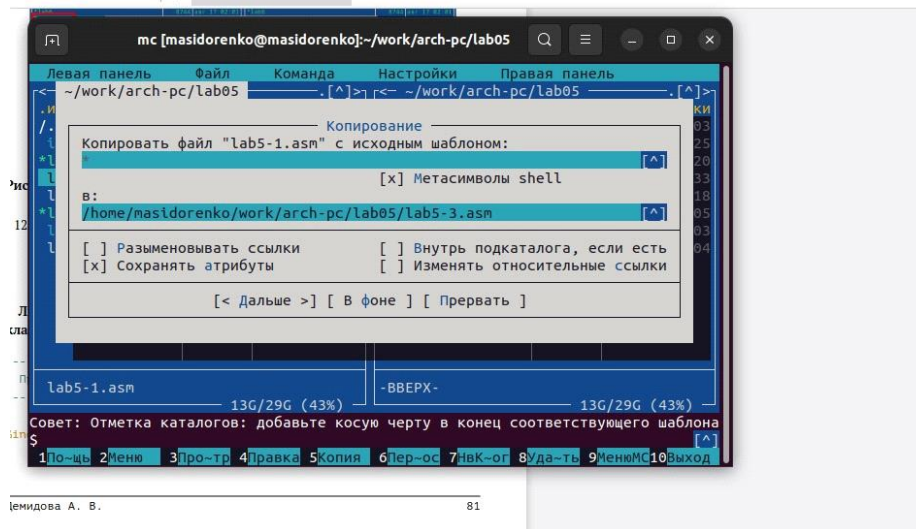 mc [masidorenko@masidorenko]:~/work/arch-pc/lab05
Левая панель Файл Команда Настройки Правая панель
<— ~/work/arch-pc/lab05 —.[^]> <— ~/work/arch-pc/lab05 —.[^]>
Копирование
Копировать файл "lab5-1.asm" с исходным шаблоном:
* [^]
[x] Метасимволы shell
в:
/home/masidorenko/work/arch-pc/lab05/lab5-3.asm [^]
[ ] Разыменовывать ссылки [ ] Внутрь подкаталога, если есть
[x] Сохранять атрибуты [ ] Изменять относительные ссылки
[< Дальше >] [ В фоне ] [ Прервать ]
lab5-1.asm -ВВЕРХ-
13G/29G (43%) 13G/29G (43%)
Совет: Отметка каталогов: добавьте косую черту в конец соответствующего шаблона
$ [^]
1По~щь 2Меню 3Про~тр 4Правка 5Копия 6Пер~ос 7НвК~ог 8Уда~ть 9МенюМС 10Выход
Демидова А. В. 81